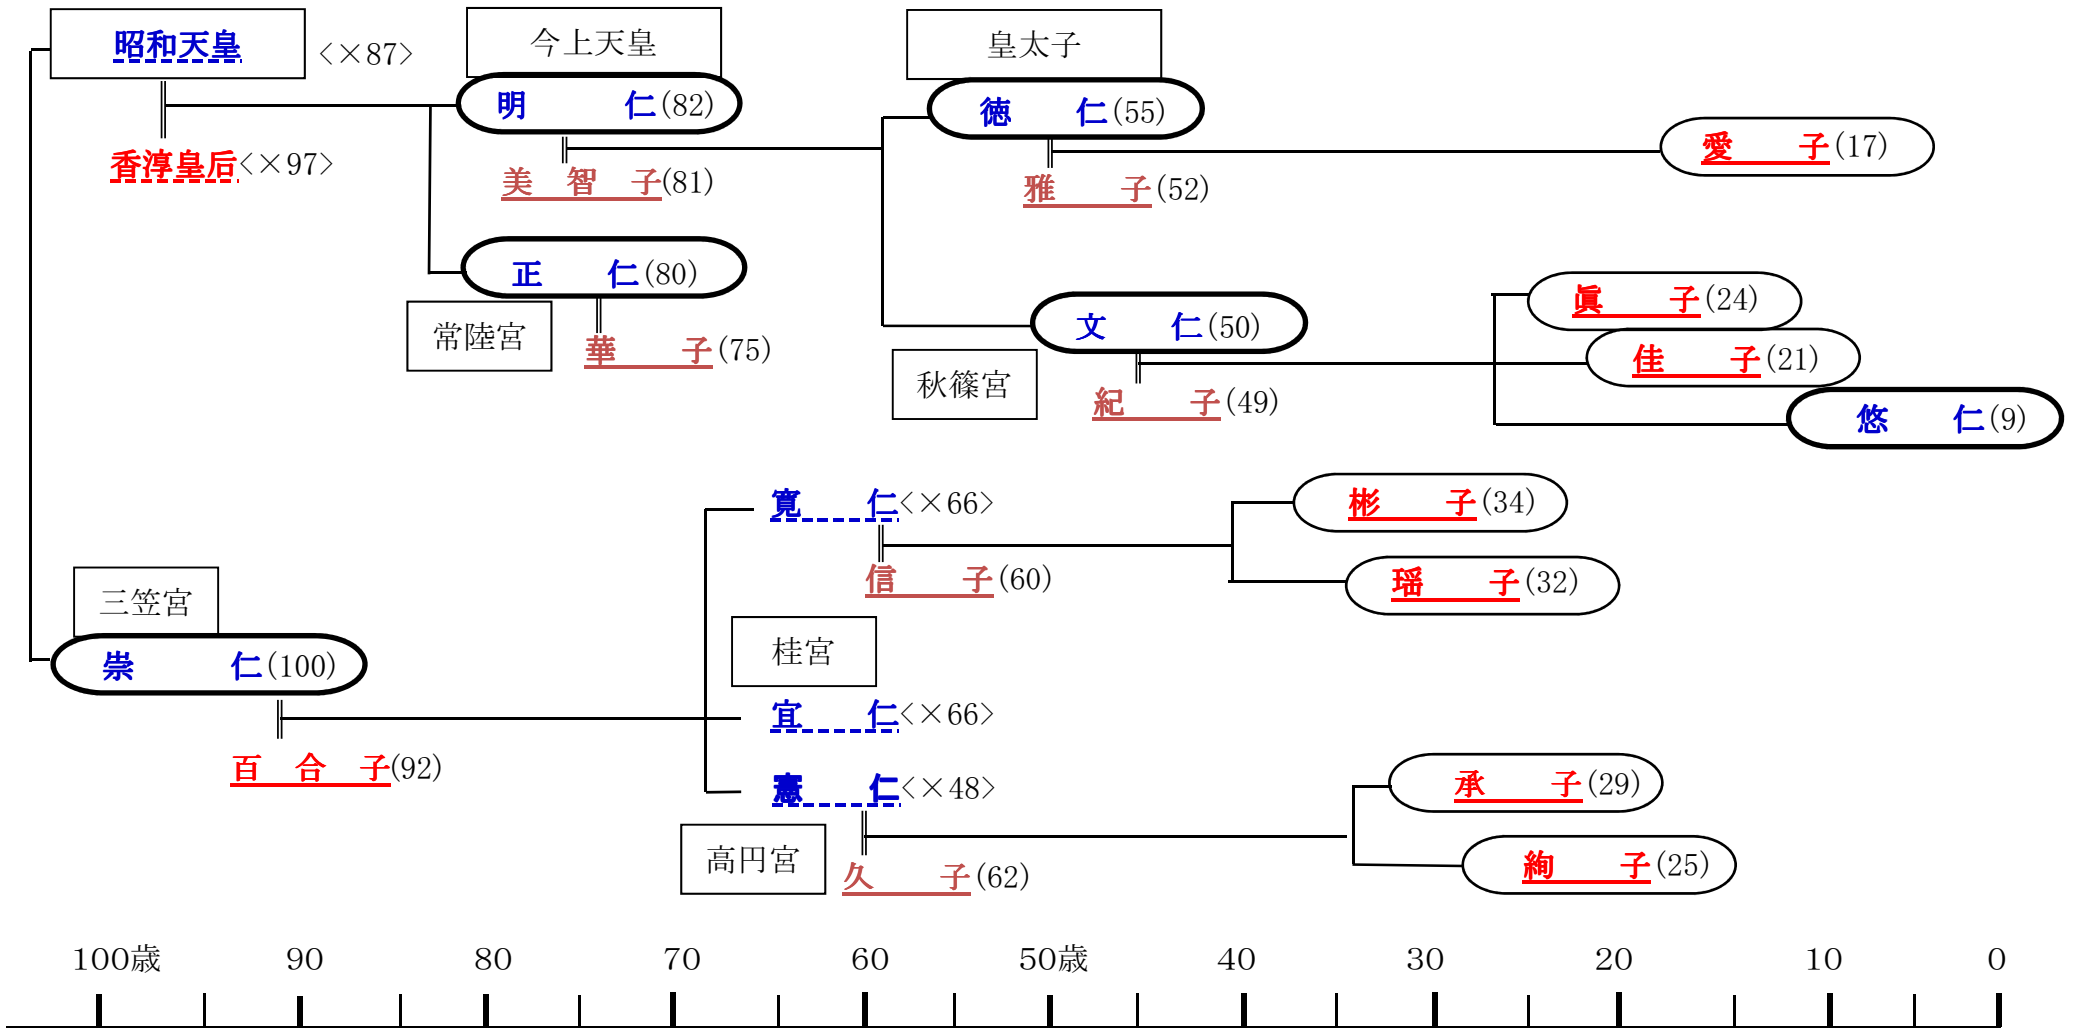 昭和天皇
<×87>
香淳皇后<×97>
今上天皇
明 仁(82)
美 智 子(81)
正 仁(80)
常陸宮
華 子(75)
皇太子
徳 仁(55)
雅 子(52)
愛 子(17)
文 仁(50)
秋篠宮
紀 子(49)
眞 子(24)
佳 子(21)
悠 仁(9)
三笠宮
崇 仁(100)
百 合 子(92)
寛 仁<×66>
信 子(60)
彬 子(34)
瑶 子(32)
桂宮
宜 仁<×66>
憲 仁<×48>
高円宮
久 子(62)
承 子(29)
絢 子(25)
100歳 90 80 70 60 50歳 40 30 20 10 0